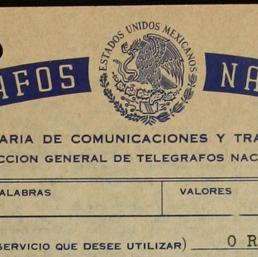 AFOS ESTADOS UNIDOS MEXICANOS NA
ARIA DE COMUNICACIONES Y TRA
CCION GENERAL DE TELEGRAFOS NAC
ALABRAS VALORES
SERVICIO QUE DESEE UTILIZAR) O R